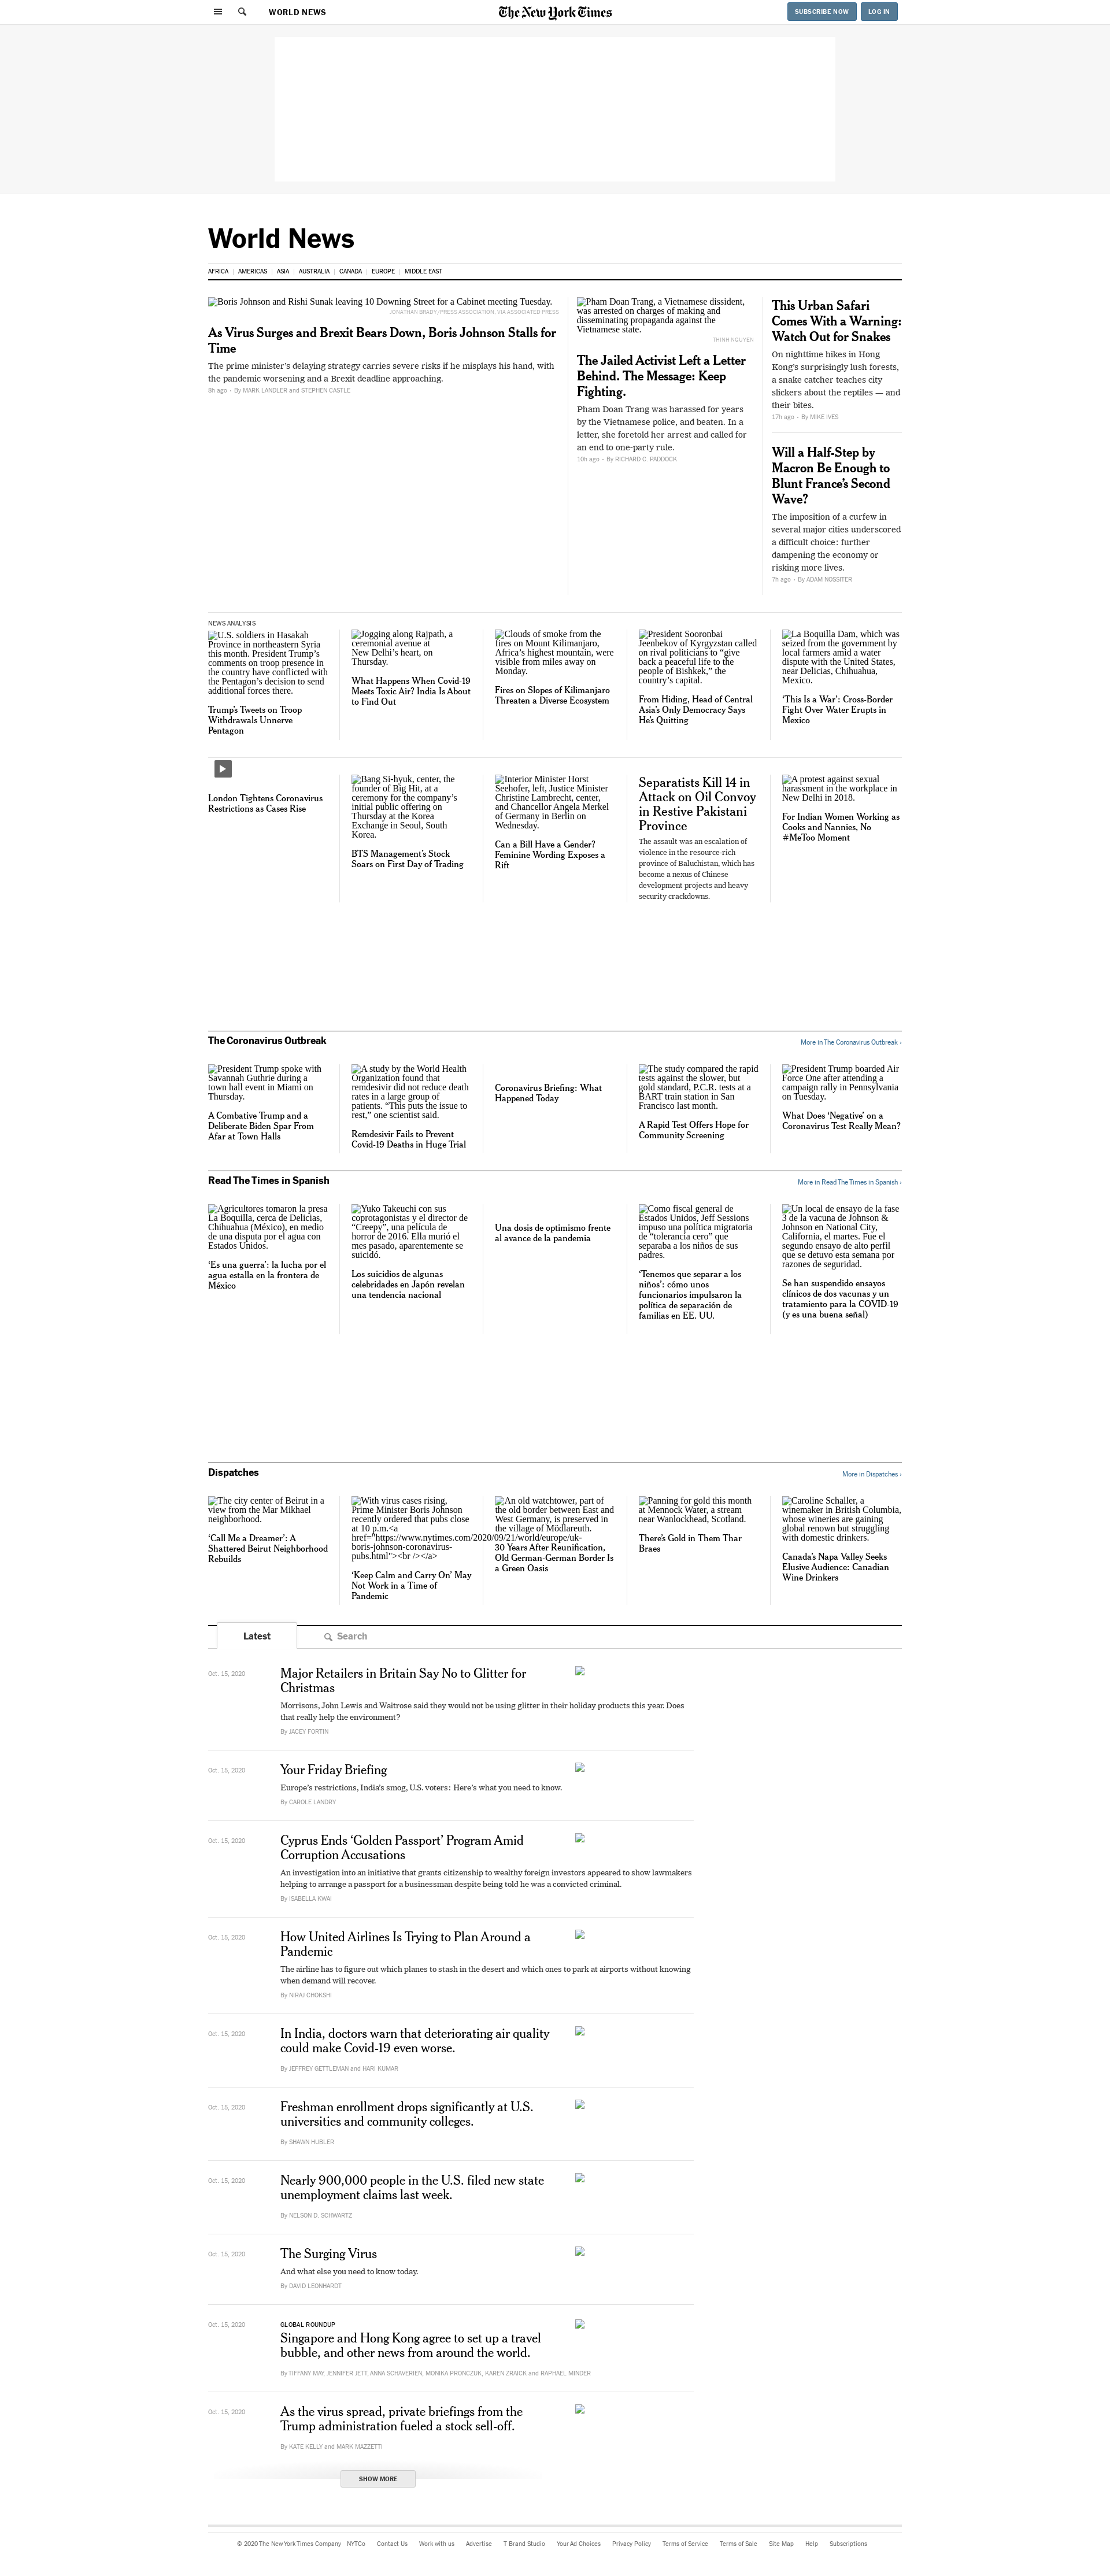 WORLD NEWS
The New York Times
SUBSCRIBE NOW
LOG IN
World News
AFRICA
AMERICAS
ASIA
AUSTRALIA
CANADA
EUROPE
MIDDLE EAST
Boris Johnson and Rishi Sunak leaving 10 Downing Street for a Cabinet meeting Tuesday.
JONATHAN BRADY/PRESS ASSOCIATION, VIA ASSOCIATED PRESS
As Virus Surges and Brexit Bears Down, Boris Johnson Stalls for
Time
The prime minister's delaying strategy carries severe risks if he misplays his hand, with
the pandemic worsening and a Brexit deadline approaching.
8h ago • By MARK LANDLER and STEPHEN CASTLE
Pham Doan Trang, a Vietnamese dissident,
was arrested on charges of making and
disseminating propaganda against the
Vietnamese state.
THINH NGUYEN
The Jailed Activist Left a Letter
Behind. The Message: Keep
Fighting.
Pham Doan Trang was harassed for years
by the Vietnamese police, and beaten. In a
letter, she foretold her arrest and called for
an end to one-party rule.
10h ago • By RICHARD C. PADDOCK
This Urban Safari
Comes With a Warning:
Watch Out for Snakes
On nighttime hikes in Hong
Kong's surprisingly lush forests,
a snake catcher teaches city
slickers about the reptiles — and
their bites.
17h ago • By MIKE IVES
Will a Half-Step by
Macron Be Enough to
Blunt France's Second
Wave?
The imposition of a curfew in
several major cities underscored
a difficult choice: further
dampening the economy or
risking more lives.
7h ago • By ADAM NOSSITER
NEWS ANALYSIS
U.S. soldiers in Hasakah
Province in northeastern Syria
this month. President Trump's
comments on troop presence in
the country have conflicted with
the Pentagon's decision to send
additional forces there.
Trump's Tweets on Troop
Withdrawals Unnerve
Pentagon
Jogging along Rajpath, a
ceremonial avenue at
New Delhi's heart, on
Thursday.
What Happens When Covid-19
Meets Toxic Air? India Is About
to Find Out
Clouds of smoke from the
fires on Mount Kilimanjaro,
Africa's highest mountain, were
visible from miles away on
Monday.
Fires on Slopes of Kilimanjaro
Threaten a Diverse Ecosystem
President Sooronbai
Jeenbekov of Kyrgyzstan called
on rival politicians to “give
back a peaceful life to the
people of Bishkek,” the
country's capital.
From Hiding, Head of Central
Asia's Only Democracy Says
He's Quitting
La Boquilla Dam, which was
seized from the government by
local farmers amid a water
dispute with the United States,
near Delicias, Chihuahua,
Mexico.
‘This Is a War’: Cross-Border
Fight Over Water Erupts in
Mexico
London Tightens Coronavirus
Restrictions as Cases Rise
Bang Si-hyuk, center, the
founder of Big Hit, at a
ceremony for the company's
initial public offering on
Thursday at the Korea
Exchange in Seoul, South
Korea.
BTS Management's Stock
Soars on First Day of Trading
Interior Minister Horst
Seehofer, left, Justice Minister
Christine Lambrecht, center,
and Chancellor Angela Merkel
of Germany in Berlin on
Wednesday.
Can a Bill Have a Gender?
Feminine Wording Exposes a
Rift
Separatists Kill 14 in
Attack on Oil Convoy
in Restive Pakistani
Province
The assault was an escalation of
violence in the resource-rich
province of Baluchistan, which has
become a nexus of Chinese
development projects and heavy
security crackdowns.
A protest against sexual
harassment in the workplace in
New Delhi in 2018.
For Indian Women Working as
Cooks and Nannies, No
#MeToo Moment
The Coronavirus Outbreak
More in The Coronavirus Outbreak ›
President Trump spoke with
Savannah Guthrie during a
town hall event in Miami on
Thursday.
A Combative Trump and a
Deliberate Biden Spar From
Afar at Town Halls
A study by the World Health
Organization found that
remdesivir did not reduce death
rates in a large group of
patients. “This puts the issue to
rest,” one scientist said.
Remdesivir Fails to Prevent
Covid-19 Deaths in Huge Trial
Coronavirus Briefing: What
Happened Today
The study compared the rapid
tests against the slower, but
gold standard, P.C.R. tests at a
BART train station in San
Francisco last month.
A Rapid Test Offers Hope for
Community Screening
President Trump boarded Air
Force One after attending a
campaign rally in Pennsylvania
on Tuesday.
What Does ‘Negative’ on a
Coronavirus Test Really Mean?
Read The Times in Spanish
More in Read The Times in Spanish ›
Agricultores tomaron la presa
La Boquilla, cerca de Delicias,
Chihuahua (México), en medio
de una disputa por el agua con
Estados Unidos.
‘Es una guerra’: la lucha por el
agua estalla en la frontera de
México
Yuko Takeuchi con sus
coprotagonistas y el director de
“Creepy”, una película de
horror de 2016. Ella murió el
mes pasado, aparentemente se
suicidó.
Los suicidios de algunas
celebridades en Japón revelan
una tendencia nacional
Una dosis de optimismo frente
al avance de la pandemia
Como fiscal general de
Estados Unidos, Jeff Sessions
impuso una política migratoria
de “tolerancia cero” que
separaba a los niños de sus
padres.
‘Tenemos que separar a los
niños’: cómo unos
funcionarios impulsaron la
política de separación de
familias en EE. UU.
Un local de ensayo de la fase
3 de la vacuna de Johnson &
Johnson en National City,
California, el martes. Fue el
segundo ensayo de alto perfil
que se detuvo esta semana por
razones de seguridad.
Se han suspendido ensayos
clínicos de dos vacunas y un
tratamiento para la COVID-19
(y es una buena señal)
Dispatches
More in Dispatches ›
The city center of Beirut in a
view from the Mar Mikhael
neighborhood.
‘Call Me a Dreamer’: A
Shattered Beirut Neighborhood
Rebuilds
With virus cases rising,
Prime Minister Boris Johnson
recently ordered that pubs close
at 10 p.m.<a
href="https://www.nytimes.com/2020/09/21/world/europe/uk-
boris-johnson-coronavirus-
pubs.html"><br /></a>
‘Keep Calm and Carry On’ May
Not Work in a Time of
Pandemic
An old watchtower, part of
the old border between East and
West Germany, is preserved in
the village of Mödlareuth.
30 Years After Reunification,
Old German-German Border Is
a Green Oasis
Panning for gold this month
at Mennock Water, a stream
near Wanlockhead, Scotland.
There's Gold in Them Thar
Braes
Caroline Schaller, a
winemaker in British Columbia,
whose wineries are gaining
global renown but struggling
with domestic drinkers.
Canada's Napa Valley Seeks
Elusive Audience: Canadian
Wine Drinkers
Latest
Search
Oct. 15, 2020
Major Retailers in Britain Say No to Glitter for
Christmas
Morrisons, John Lewis and Waitrose said they would not be using glitter in their holiday products this year. Does
that really help the environment?
By JACEY FORTIN
Oct. 15, 2020
Your Friday Briefing
Europe's restrictions, India's smog, U.S. voters: Here's what you need to know.
By CAROLE LANDRY
Oct. 15, 2020
Cyprus Ends ‘Golden Passport’ Program Amid
Corruption Accusations
An investigation into an initiative that grants citizenship to wealthy foreign investors appeared to show lawmakers
helping to arrange a passport for a businessman despite being told he was a convicted criminal.
By ISABELLA KWAI
Oct. 15, 2020
How United Airlines Is Trying to Plan Around a
Pandemic
The airline has to figure out which planes to stash in the desert and which ones to park at airports without knowing
when demand will recover.
By NIRAJ CHOKSHI
Oct. 15, 2020
In India, doctors warn that deteriorating air quality
could make Covid-19 even worse.
By JEFFREY GETTLEMAN and HARI KUMAR
Oct. 15, 2020
Freshman enrollment drops significantly at U.S.
universities and community colleges.
By SHAWN HUBLER
Oct. 15, 2020
Nearly 900,000 people in the U.S. filed new state
unemployment claims last week.
By NELSON D. SCHWARTZ
Oct. 15, 2020
The Surging Virus
And what else you need to know today.
By DAVID LEONHARDT
Oct. 15, 2020
GLOBAL ROUNDUP
Singapore and Hong Kong agree to set up a travel
bubble, and other news from around the world.
By TIFFANY MAY, JENNIFER JETT, ANNA SCHAVERIEN, MONIKA PRONCZUK, KAREN ZRAICK and RAPHAEL MINDER
Oct. 15, 2020
As the virus spread, private briefings from the
Trump administration fueled a stock sell-off.
By KATE KELLY and MARK MAZZETTI
SHOW MORE
© 2020 The New York Times Company
NYTCo
Contact Us
Work with us
Advertise
T Brand Studio
Your Ad Choices
Privacy Policy
Terms of Service
Terms of Sale
Site Map
Help
Subscriptions